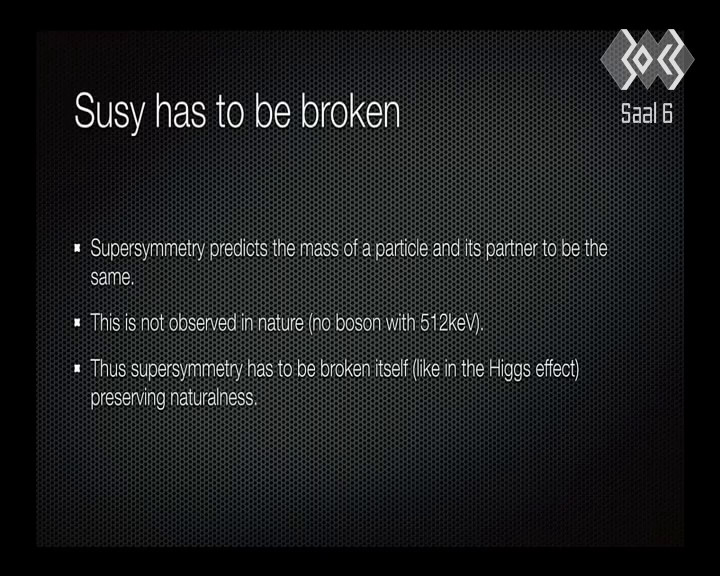 Saal 6
Susy has to be broken
Supersymmetry predicts the mass of a particle and its partner to be the
same.
This is not observed in nature (no boson with 512keV).
Thus supersymmetry has to be broken itself (like in the Higgs effect)
preserving naturalness.